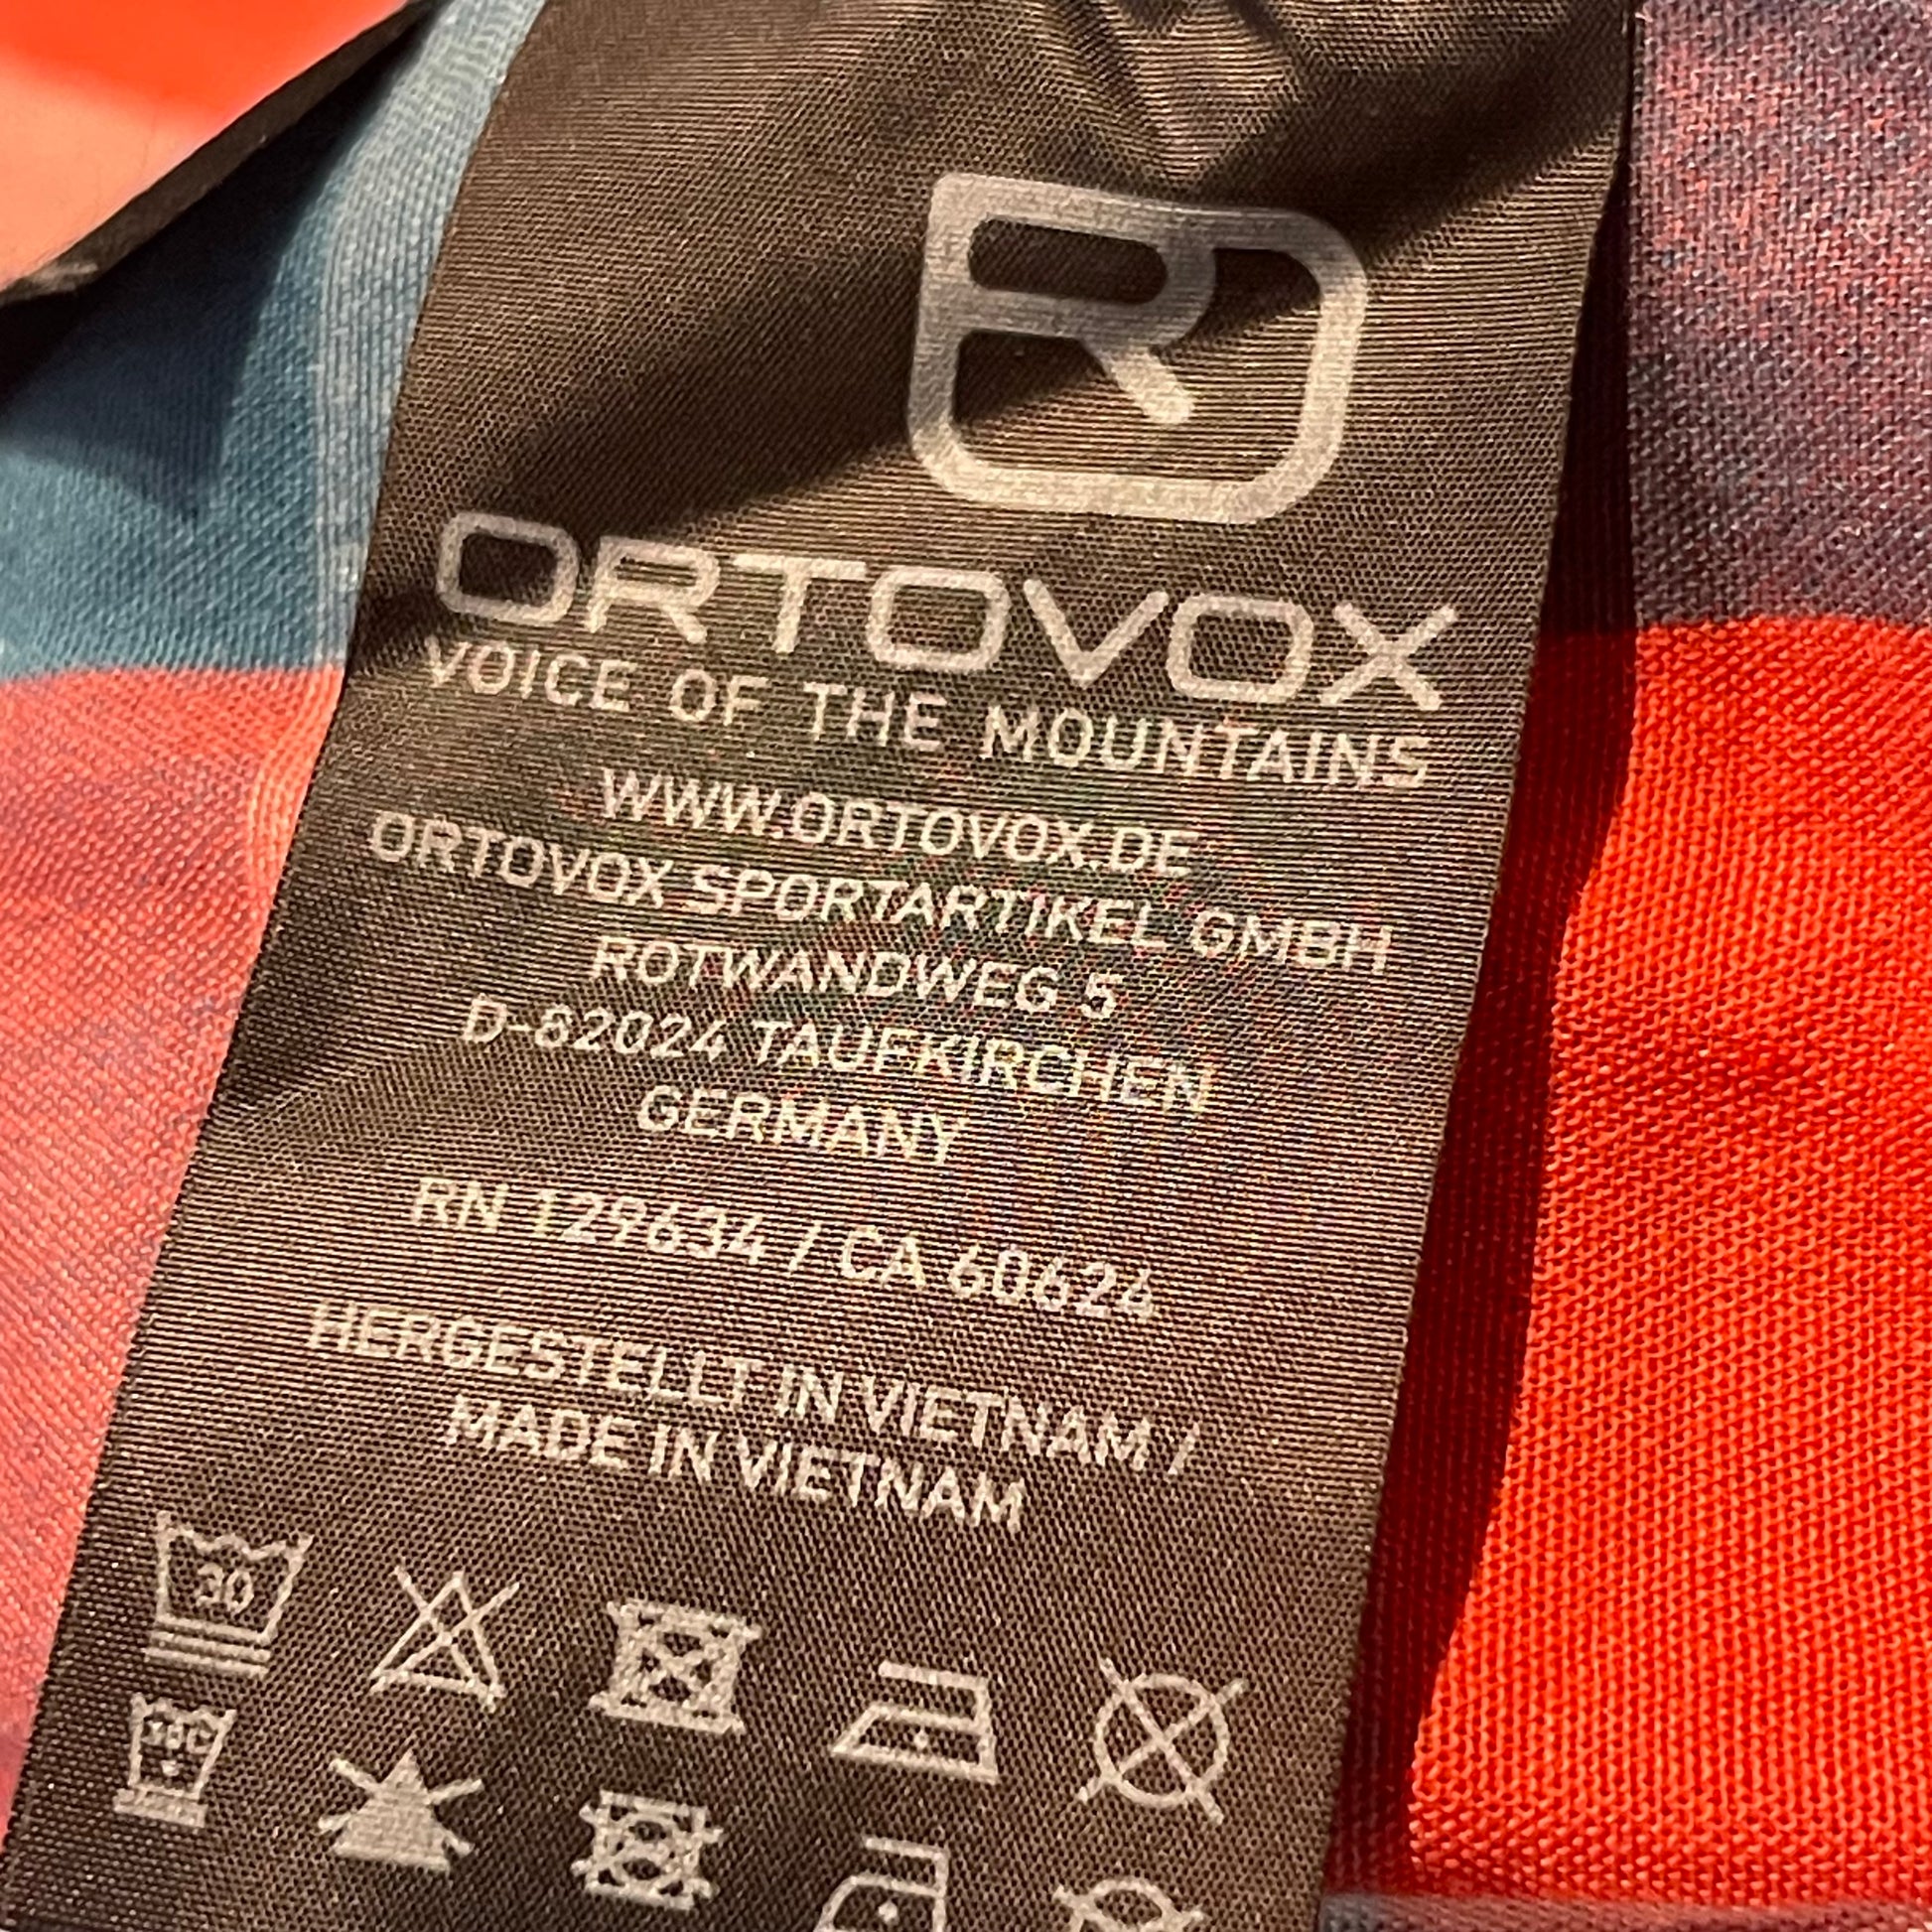 ORTOVOX
VOICE OF THE MOUNTAINS
WWW.ORTOVOX.DE
ORTOVOX SPORTARTIKEL GMBH
ROTWANDWEG 5
D-82024 TAUFKIRCHEN
GERMANY
RN 129634 / CA 60624
HERGESTELLT IN VIETNAM /
MADE IN VIETNAM
30